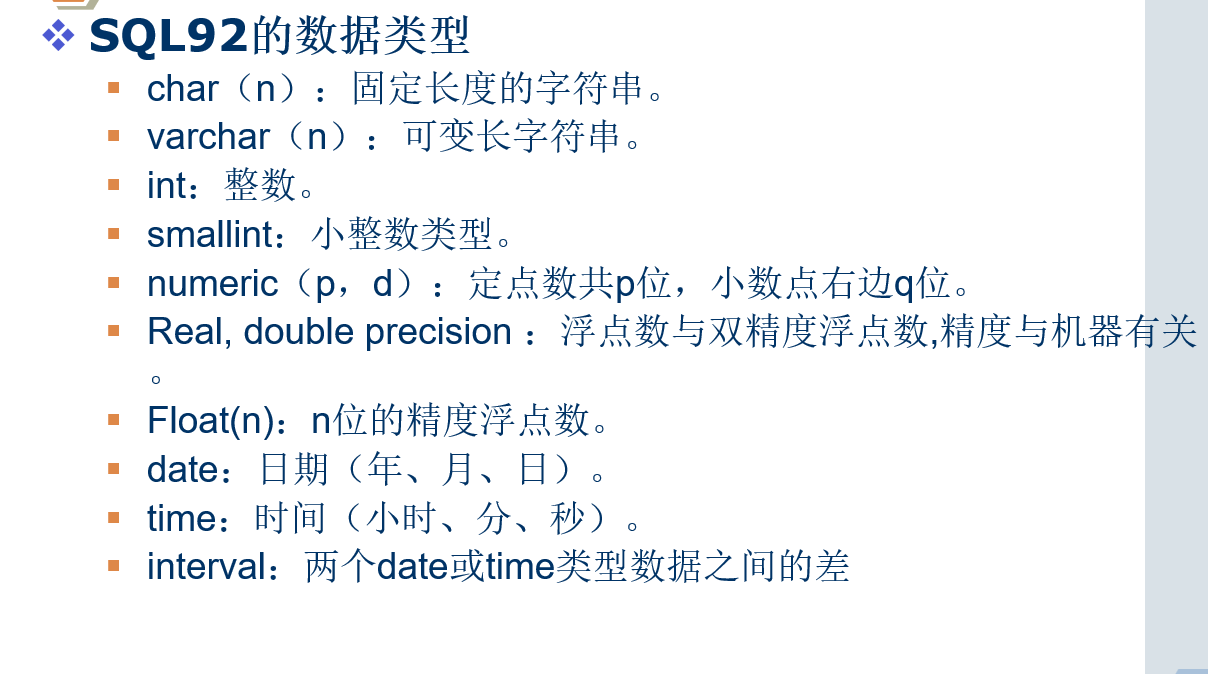 SQL92的数据类型
char（n）：固定长度的字符串。
varchar（n）：可变长字符串。
int：整数。
smallint：小整数类型。
numeric（p，d）：定点数共p位，小数点右边q位。
Real, double precision ：浮点数与双精度浮点数,精度与机器有关
。
Float(n)：n位的精度浮点数。
date：日期（年、月、日）。
time：时间（小时、分、秒）。
interval：两个date或time类型数据之间的差